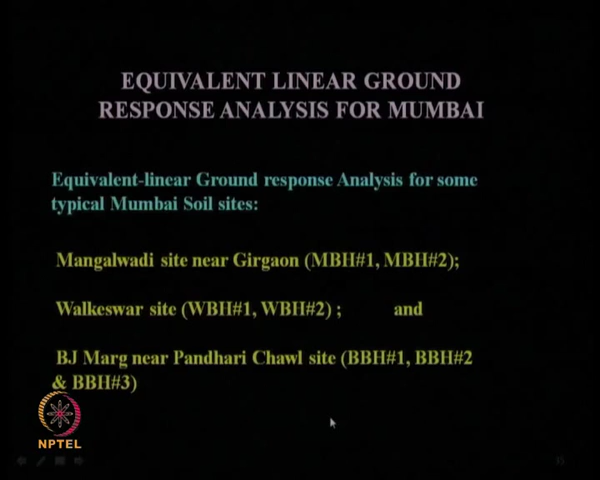 EQUIVALENT LINEAR GROUND
RESPONSE ANALYSIS FOR MUMBAI
Equivalent-linear Ground response Analysis for some
typical Mumbai Soil sites:
Mangalwadi site near Girgaon (MBH#1, MBH#2);
Walkeswar site (WBH#1, WBH#2) ; and
BJ Marg near Pandhari Chawl site (BBH#1, BBH#2
& BBH#3)
NPTEL